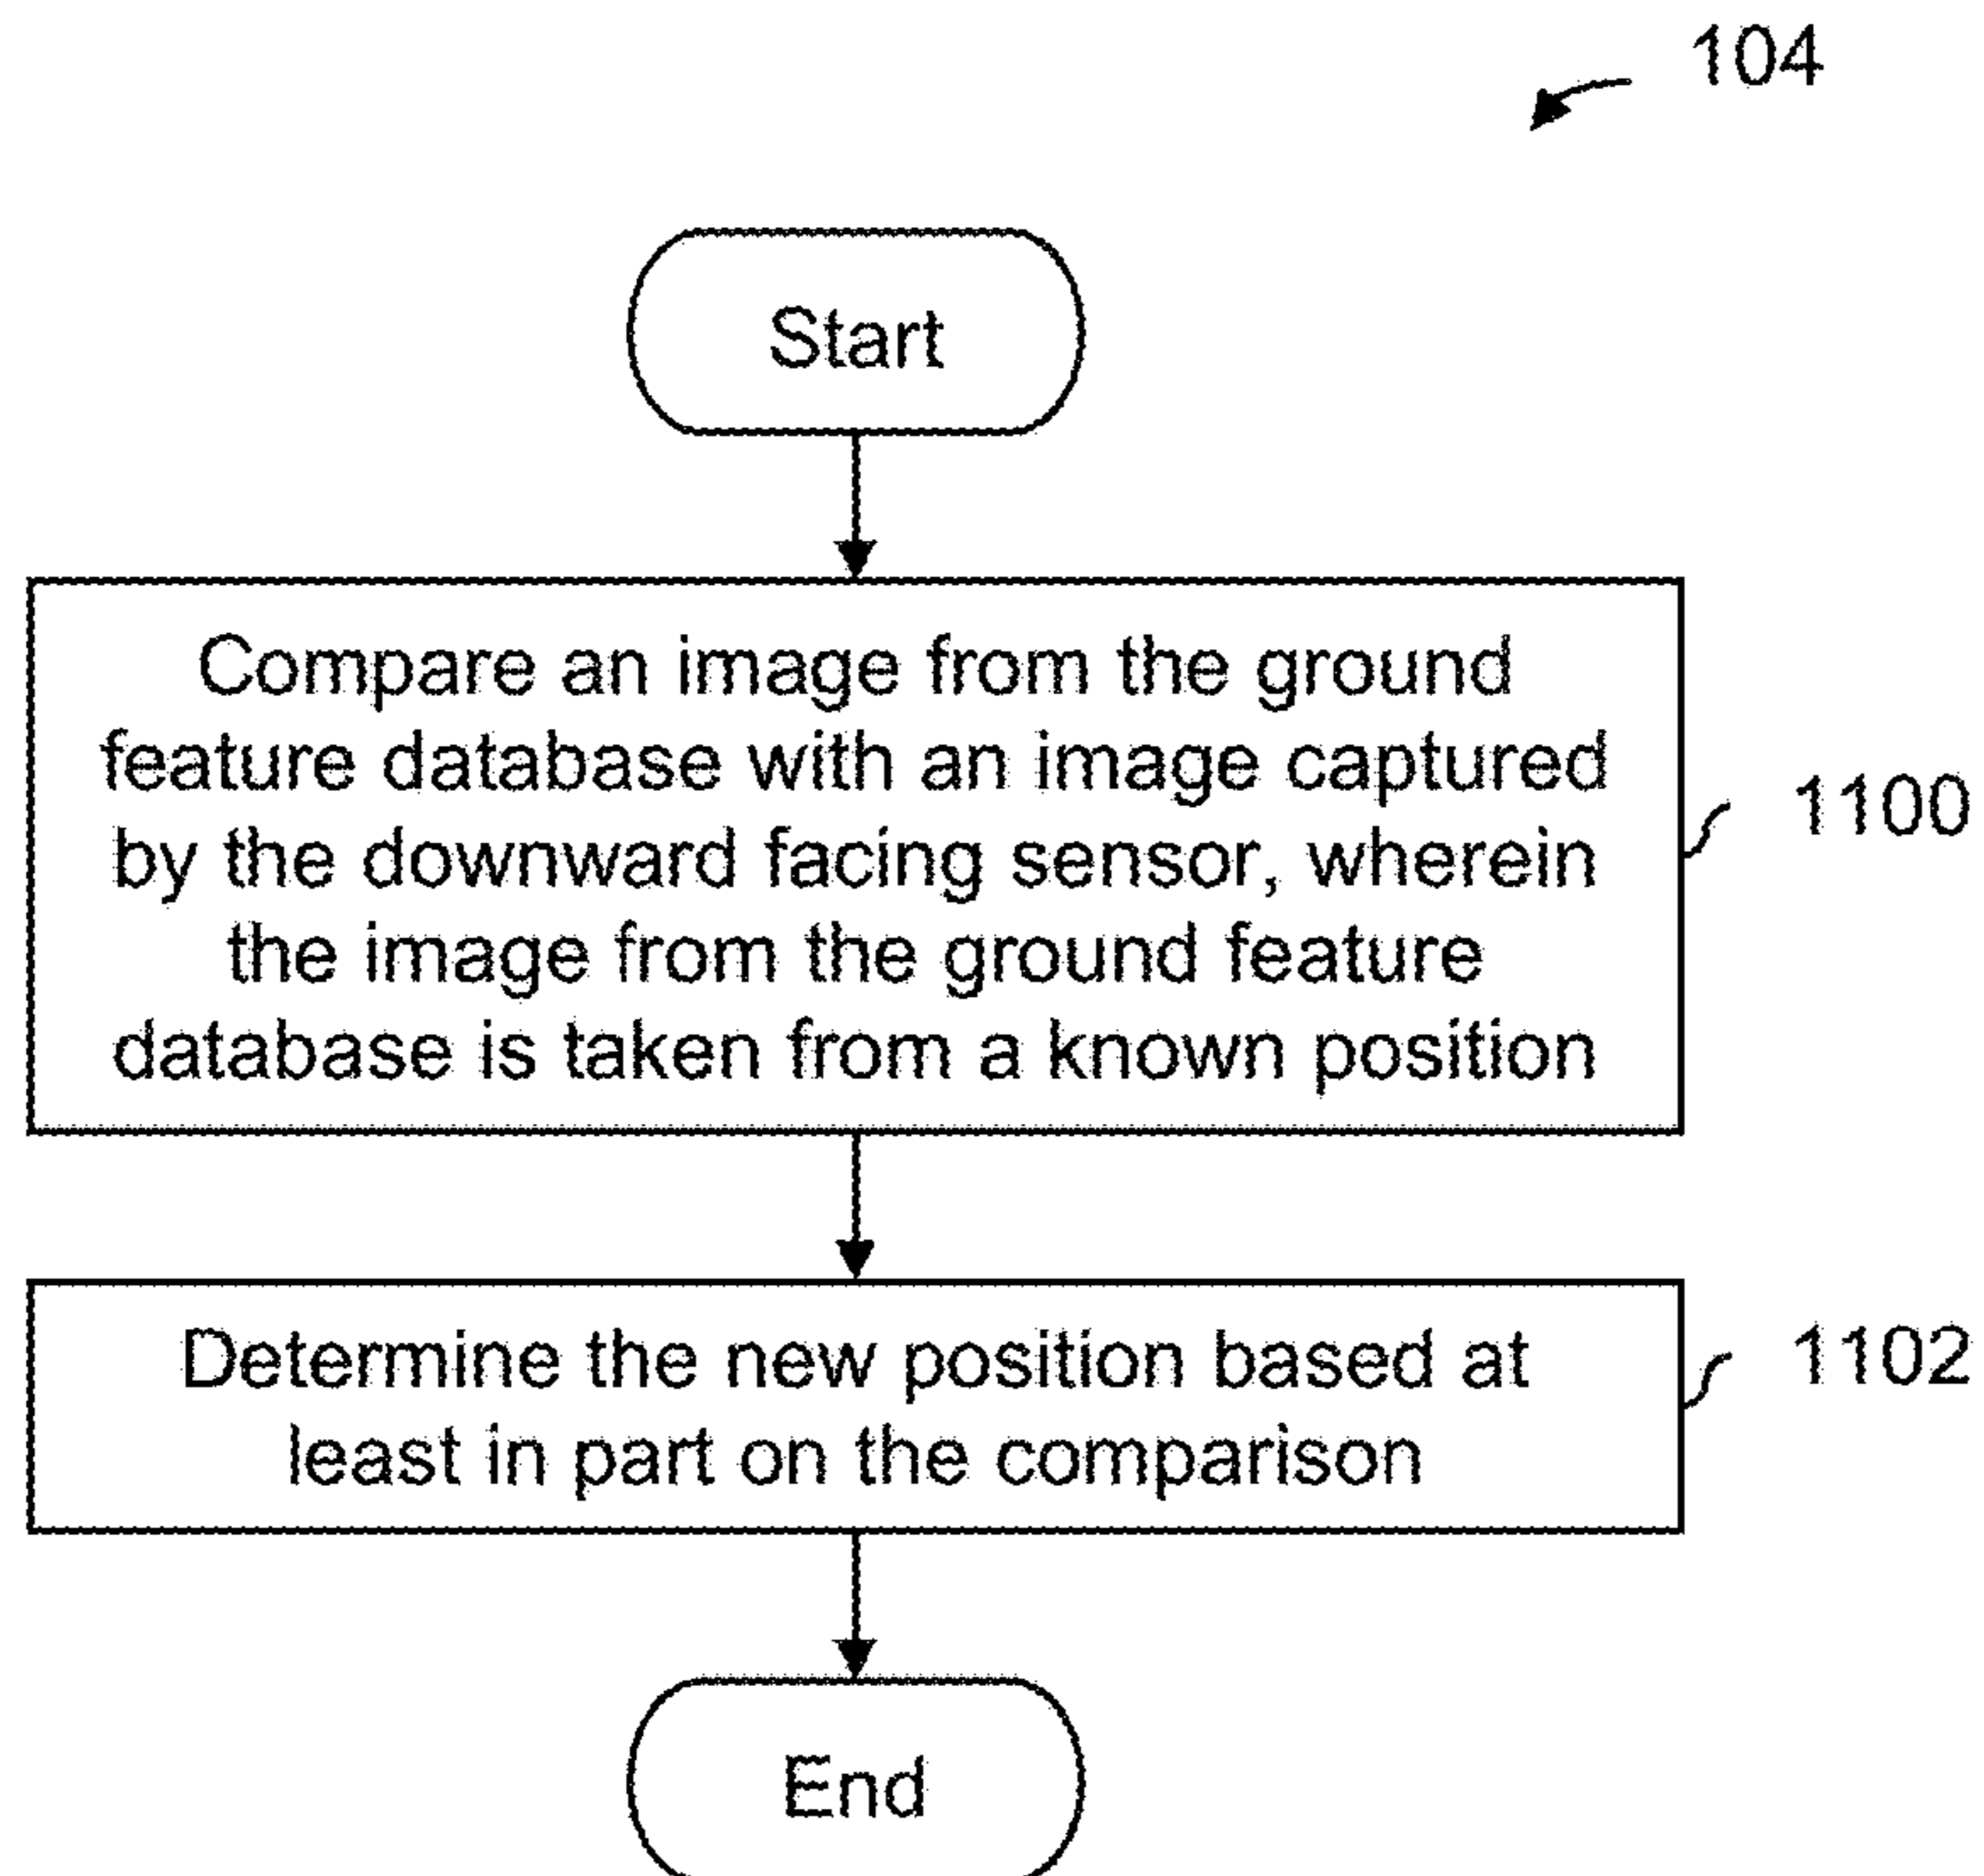 104
Start
Compare an image from the ground
feature database with an image captured
by the downward facing sensor, wherein
the image from the ground feature
database is taken from a known position
1100
Determine the new position based at
least in part on the comparison
1102
End